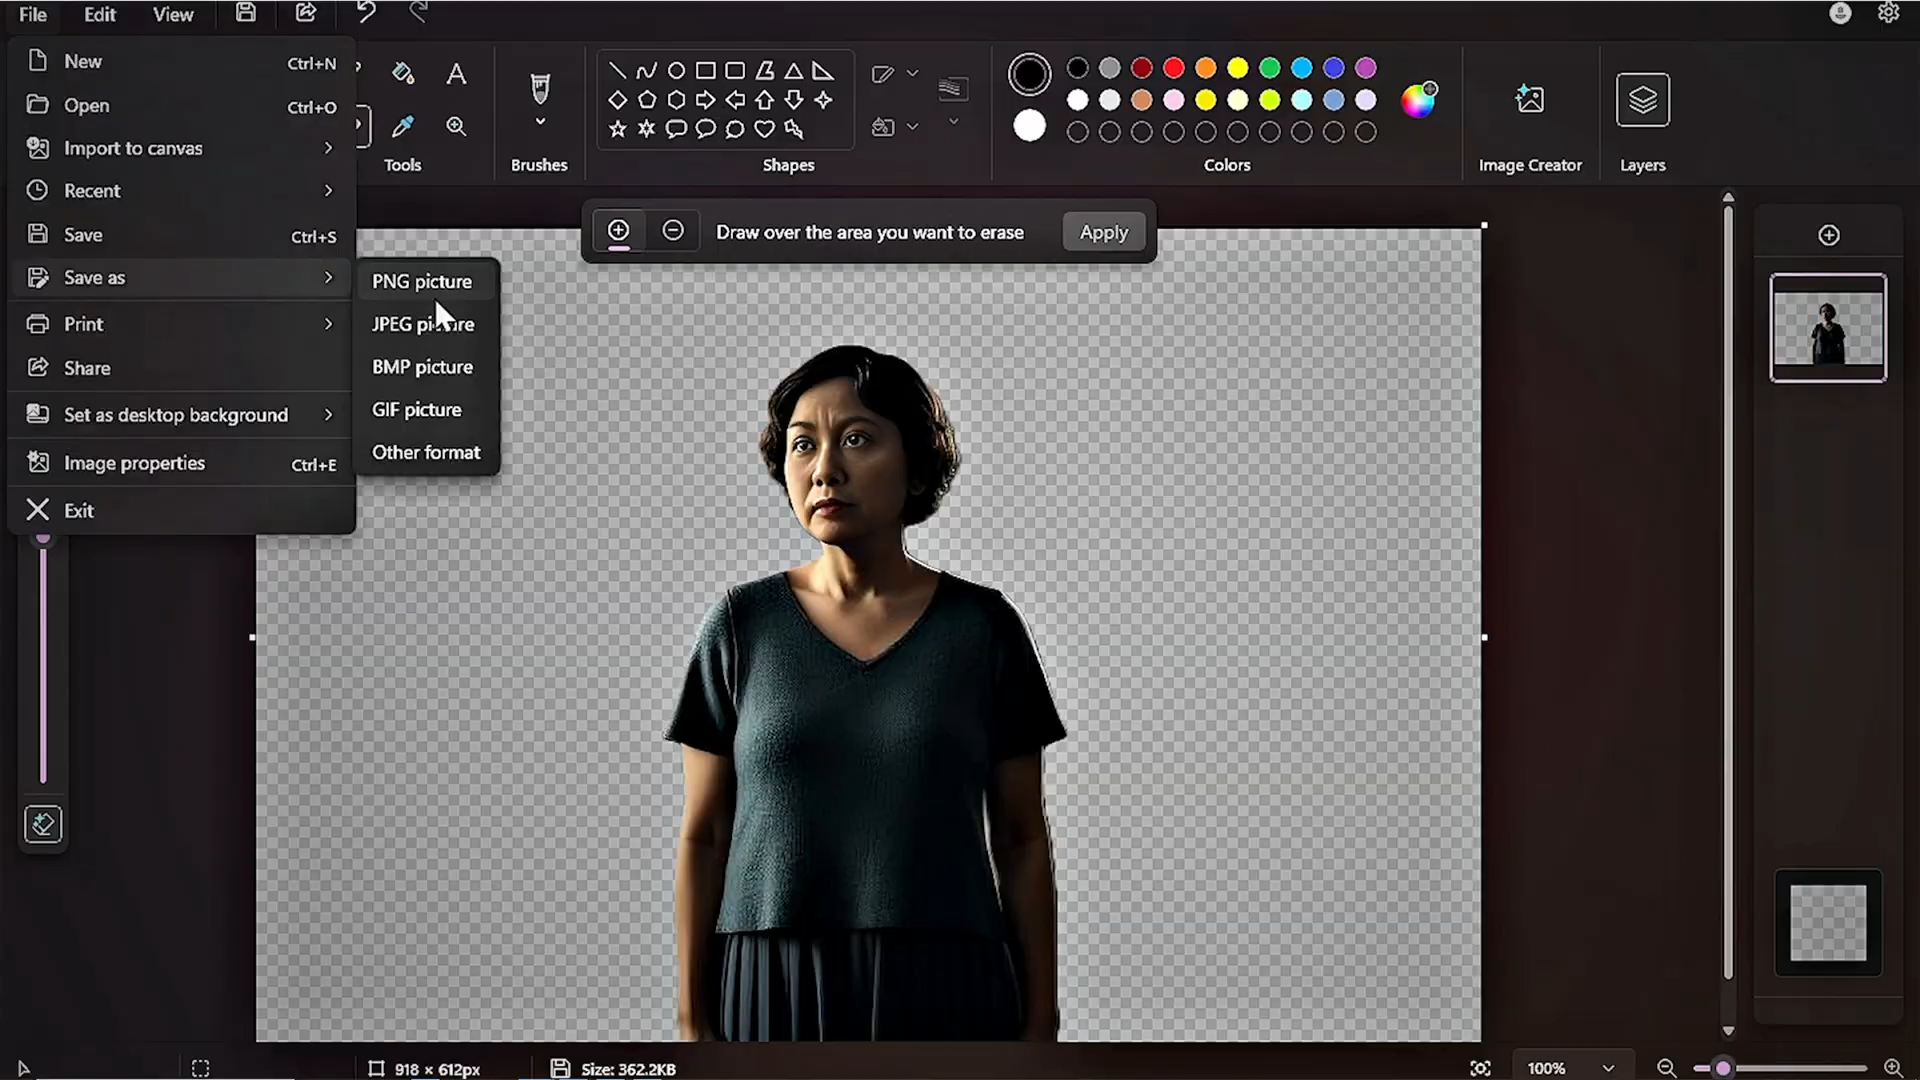 File Edit View
New Ctrl+N
Open Ctrl+O
Import to canvas
Recent
Save Ctrl+S
Save as
Print
Share
Set as desktop background
Image properties Ctrl+E
Exit
PNG picture
JPEG picture
BMP picture
GIF picture
Other format
Tools
Brushes
Shapes
Colors
Image Creator
Layers
Draw over the area you want to erase Apply
918 × 612px
Size: 362.2KB
100%